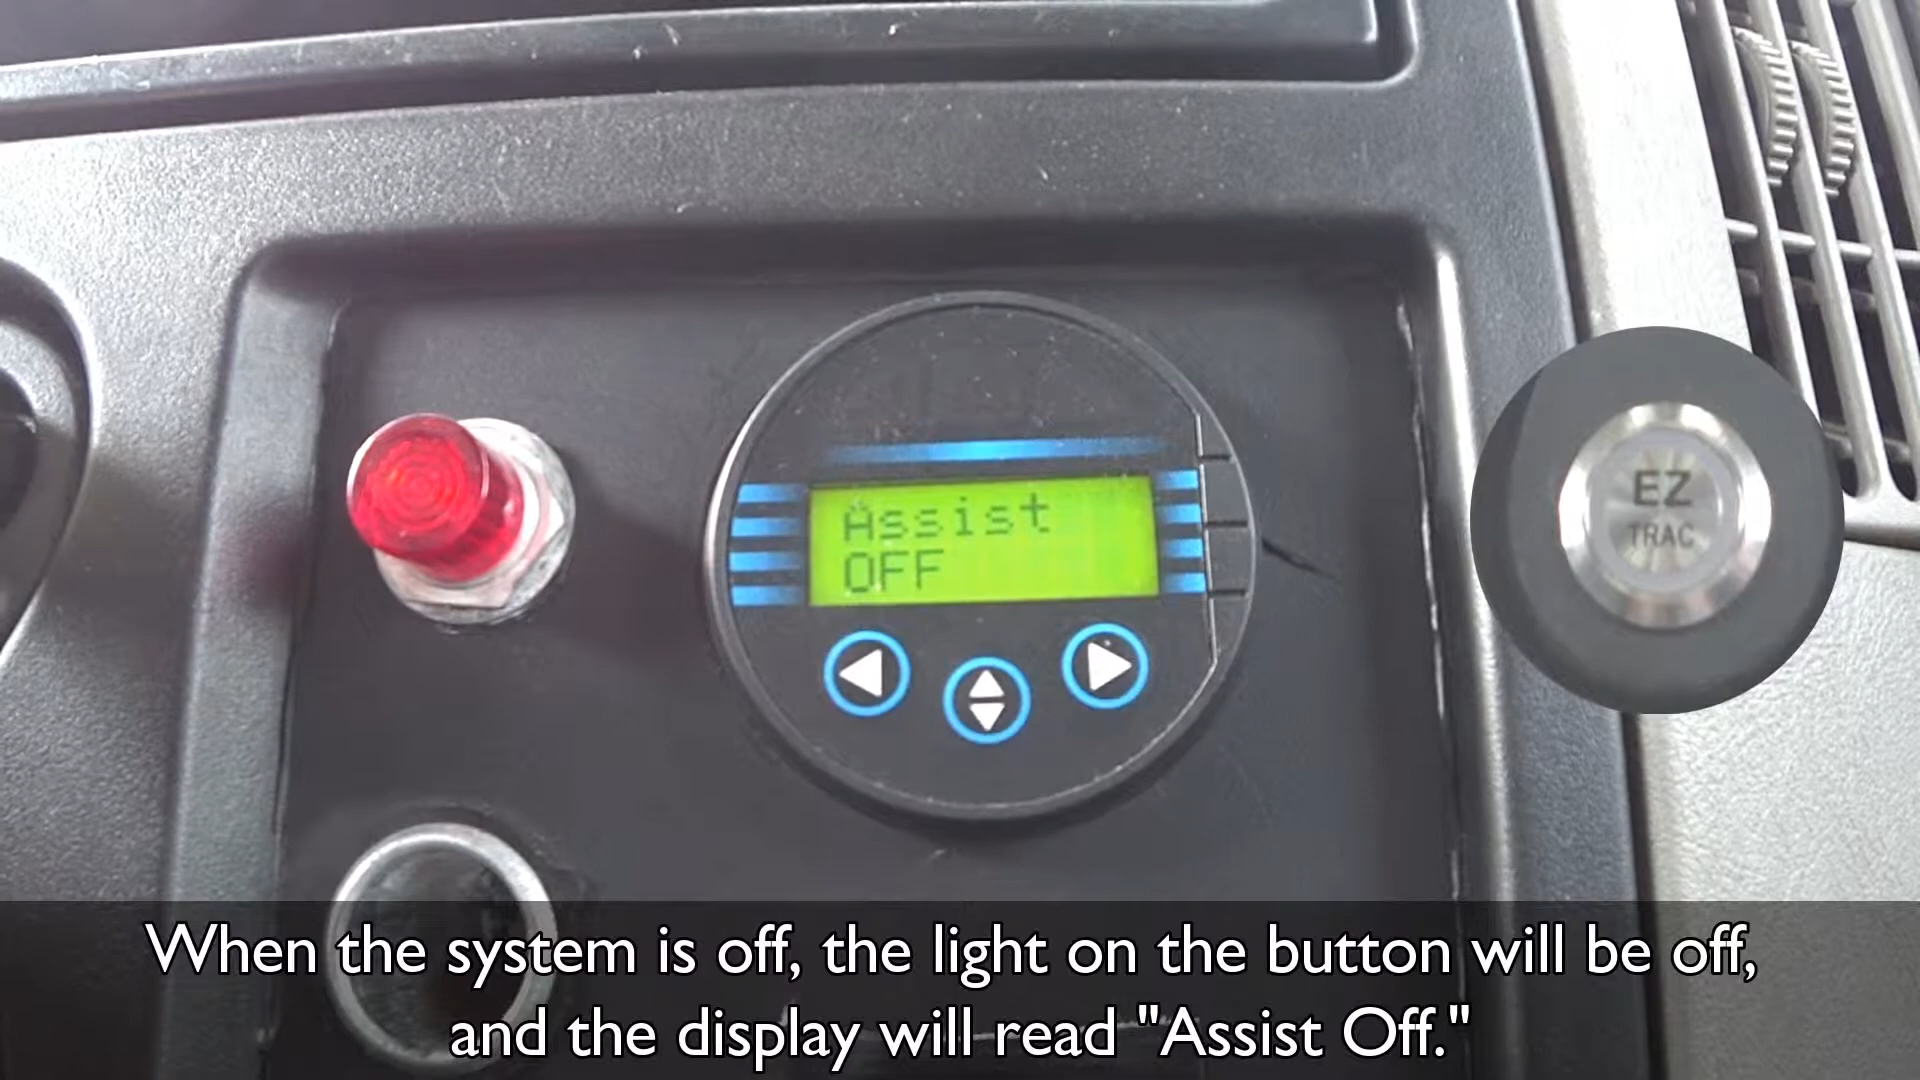 Assist
OFF
EZ
TRAC
When the system is off, the light on the button will be off,
and the display will read "Assist Off."